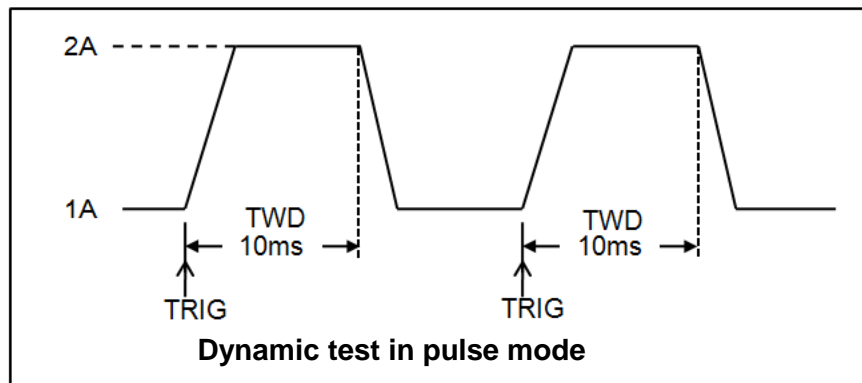 2A
1A
TWD
10ms
TWD
10ms
TRIG
TRIG
Dynamic test in pulse mode